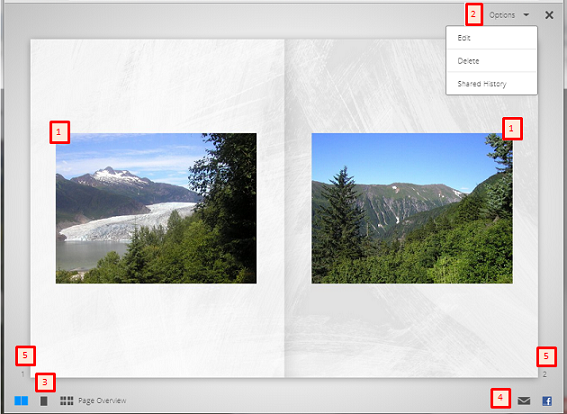 2 Options
Edit
Delete
Shared History
1
1
5
5
1
2
3
4
Page Overview
f